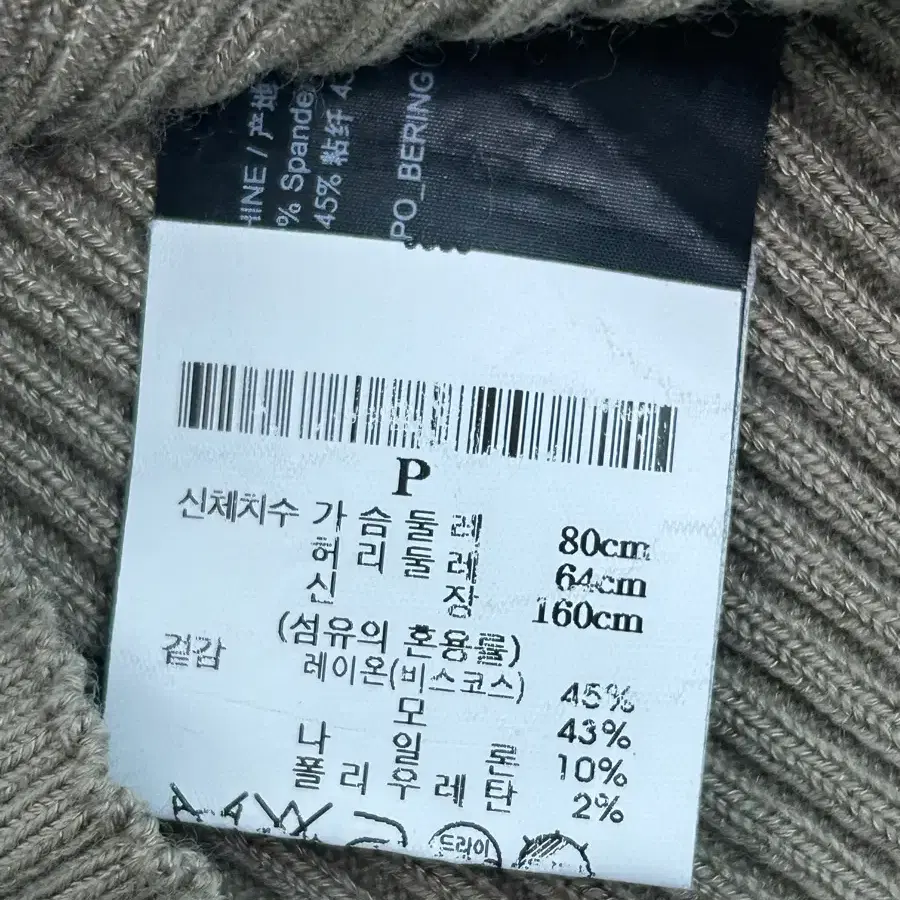 HINE / 产地
% Spande
45% 粘纤 4
PO_BERING
P
신체치수 가슴둘레 80cm
허리둘레 64cm
신장 160cm
(섬유의 혼용률)
겉감 레이온(비스코스) 45%
모 43%
나일론 10%
폴리우레탄 2%
드라이